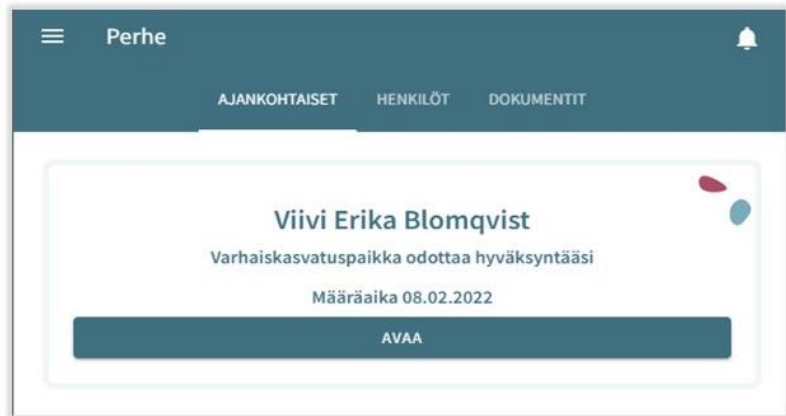 Perhe
AJANKOHTAISET HENKILÖT DOKUMENTIT
Viivi Erika Blomqvist
Varhaiskasvatuspaikka odottaa hyväksyntääsi
Määräaika 08.02.2022
AVAA